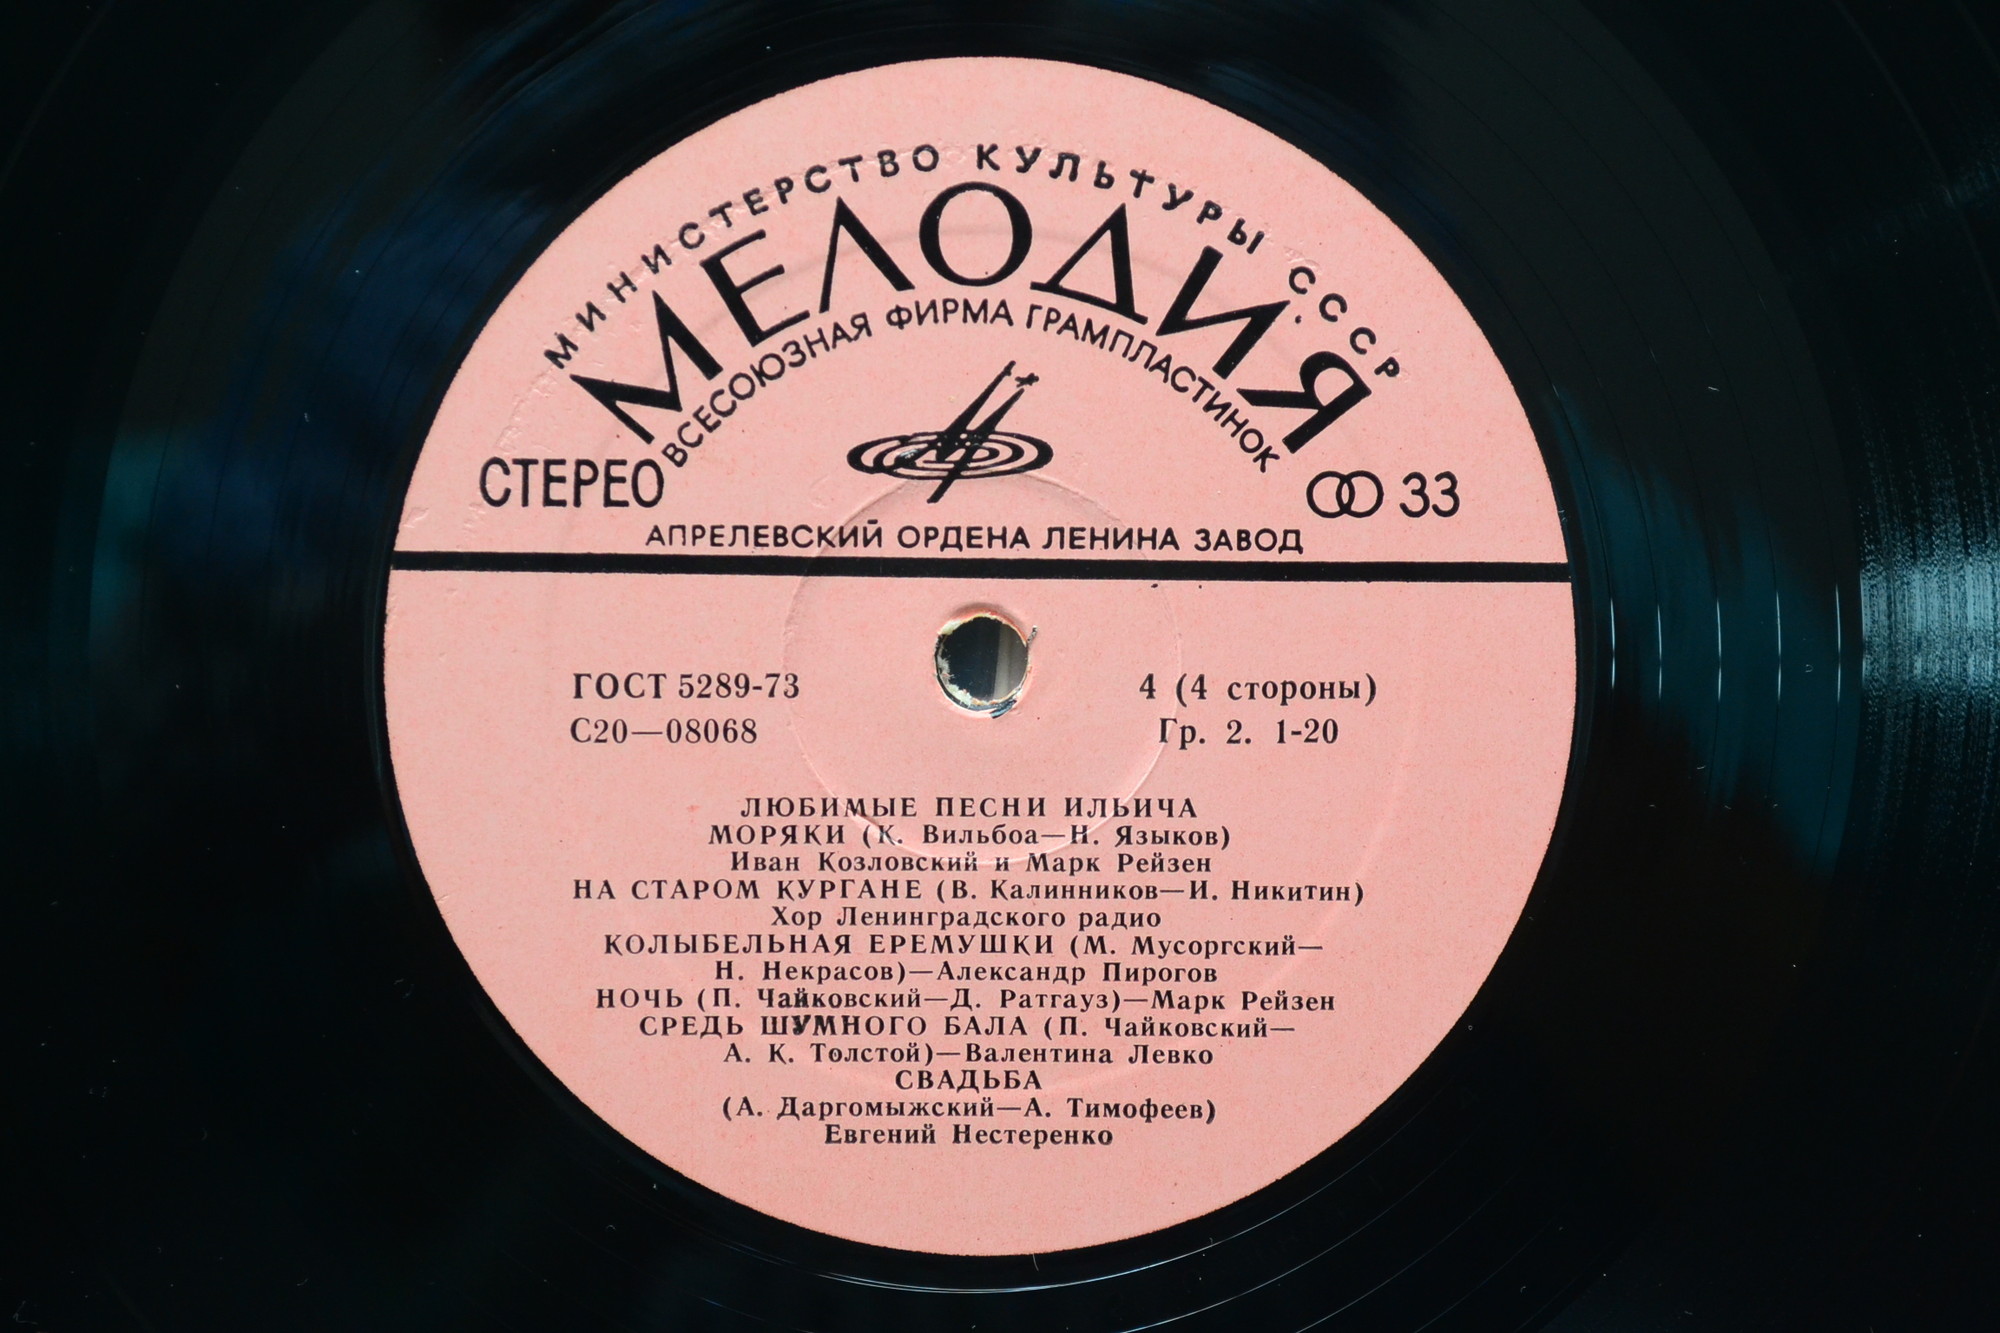 МИНИСТЕРСТВО КУЛЬТУРЫ СССР
МЕЛОДИЯ
ВСЕСОЮЗНАЯ ФИРМА ГРАМПЛАСТИНОК
СТЕРЕО
33
АПРЕЛЕВСКИЙ ОРДЕНА ЛЕНИНА ЗАВОД
ГОСТ 5289-73
4 (4 стороны)
С20—08068
Гр. 2. 1-20
ЛЮБИМЫЕ ПЕСНИ ИЛЬИЧА
МОРЯКИ (К. Вильбоа—Н. Языков)
Иван Козловский и Марк Рейзен
НА СТАРОМ КУРГАНЕ (В. Калинников—И. Никитин)
Хор Ленинградского радио
КОЛЫБЕЛЬНАЯ ЕРЕМУШКИ (М. Мусоргский—
Н. Некрасов)—Александр Пирогов
НОЧЬ (П. Чайковский—Д. Ратгауз)—Марк Рейзен
СРЕДЬ ШУМНОГО БАЛА (П. Чайковский—
А. К. Толстой)—Валентина Левко
СВАДЬБА
(А. Даргомыжский—А. Тимофеев)
Евгений Нестеренко